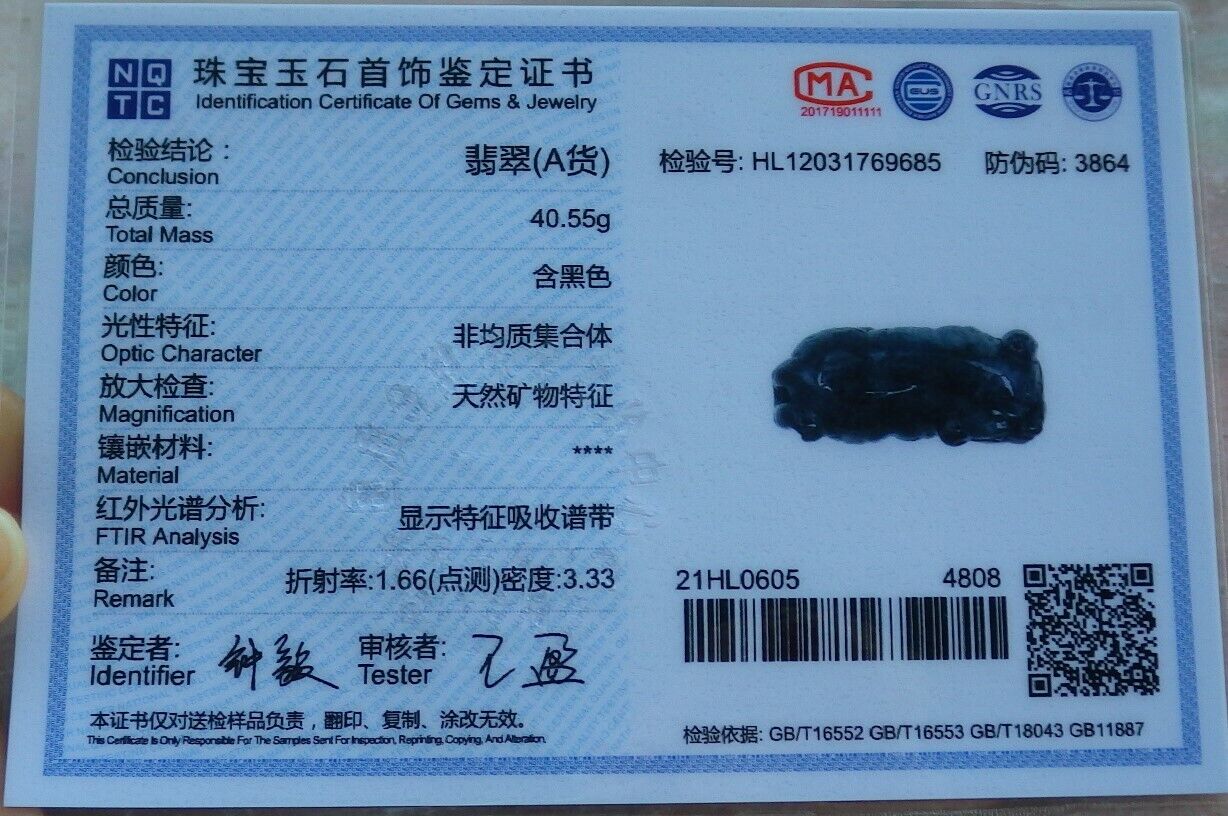 NQ
TC
珠宝玉石首饰鉴定证书
Identification Certificate Of Gems & Jewelry
检验结论：
Conclusion
翡翠(A货)
总质量:
Total Mass
40.55g
颜色:
Color
含黑色
光性特征:
Optic Character
非均质集合体
放大检查:
Magnification
天然矿物特征
镶嵌材料:
Material
****
红外光谱分析:
FTIR Analysis
显示特征吸收谱带
备注:
Remark
折射率:1.66(点测)密度:3.33
鉴定者:
Identifier
审核者:
Tester
本证书仅对送检样品负责，翻印、复制、涂改无效。
This Certificate Is Only Responsible For The Samples Sent For Inspection, Reprinting, Copying, And Alteration.
MA
201719011111
GNRS
检验号: HL12031769685 防伪码: 3864
21HL0605 4808
检验依据: GB/T16552 GB/T16553 GB/T18043 GB11887